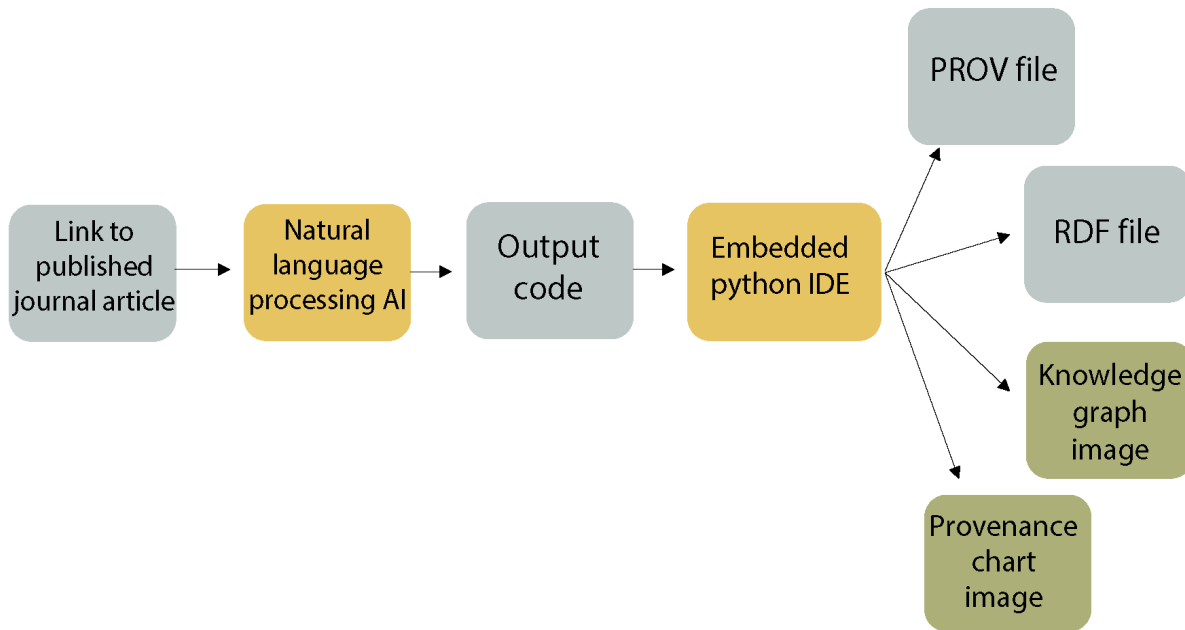 Link to
published
journal article
Natural
language
processing AI
Output
code
Embedded
python IDE
PROV file
RDF file
Knowledge
graph
image
Provenance
chart
image